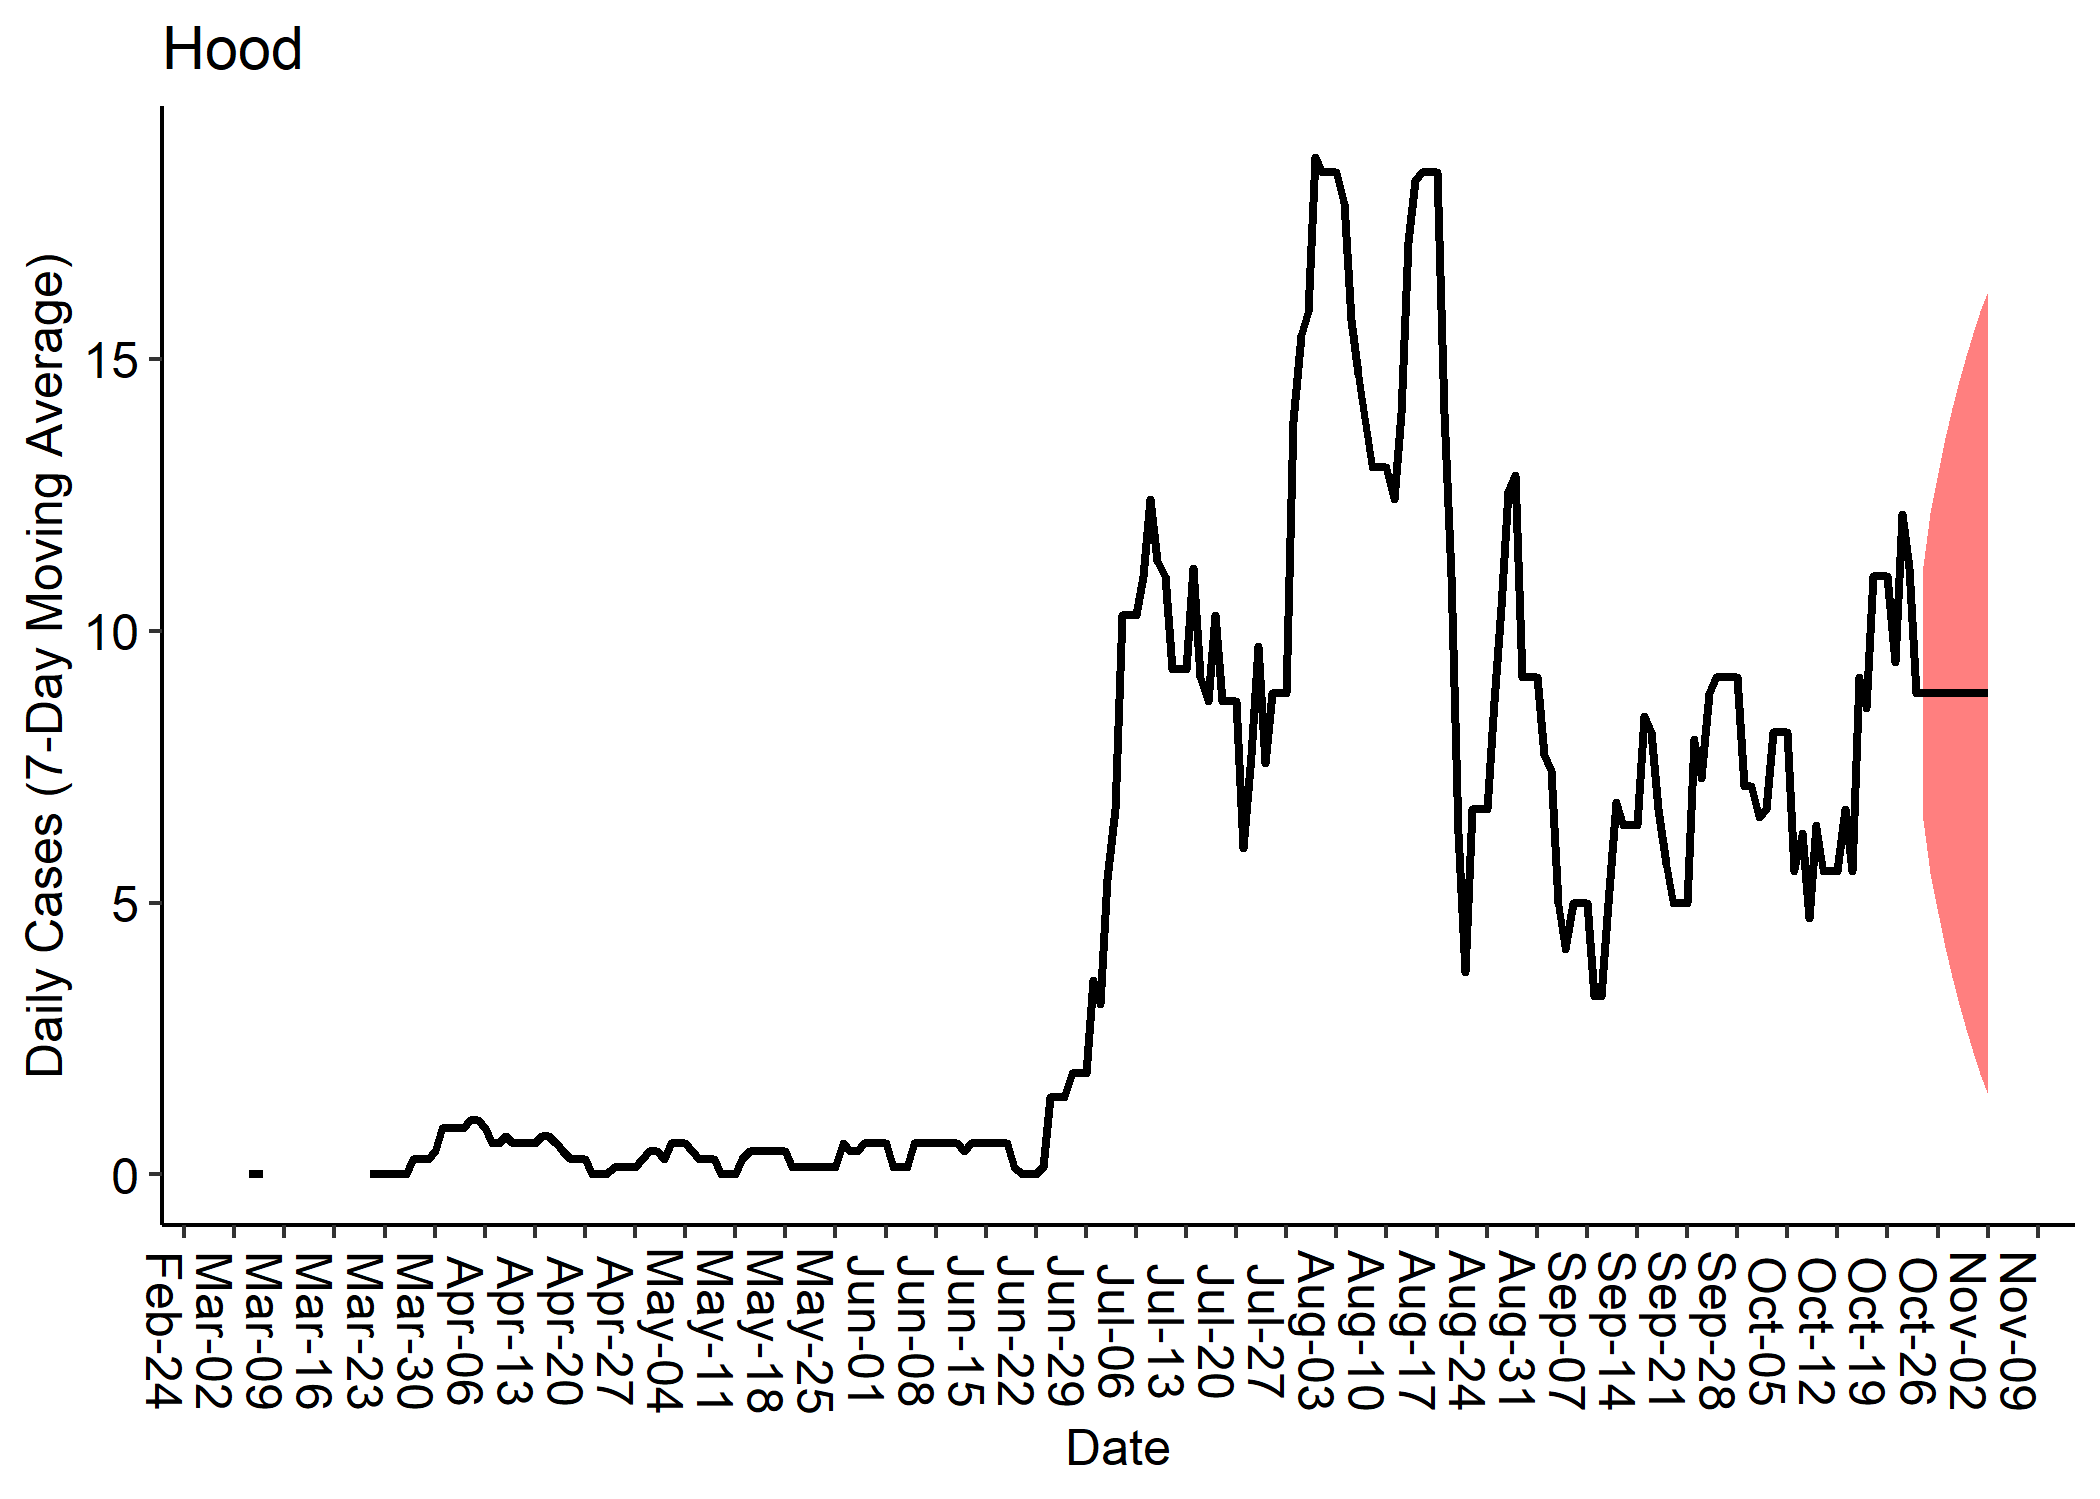 Hood
Daily Cases (7-Day Moving Average)
15
10
5
0
Feb-24
Mar-02
Mar-09
Mar-16
Mar-23
Mar-30
Apr-06
Apr-13
Apr-20
Apr-27
May-04
May-11
May-18
May-25
Jun-01
Jun-08
Jun-15
Jun-22
Jun-29
Jul-06
Jul-13
Jul-20
Jul-27
Aug-03
Aug-10
Aug-17
Aug-24
Aug-31
Sep-07
Sep-14
Sep-21
Sep-28
Oct-05
Oct-12
Oct-19
Oct-26
Nov-02
Nov-09
Date